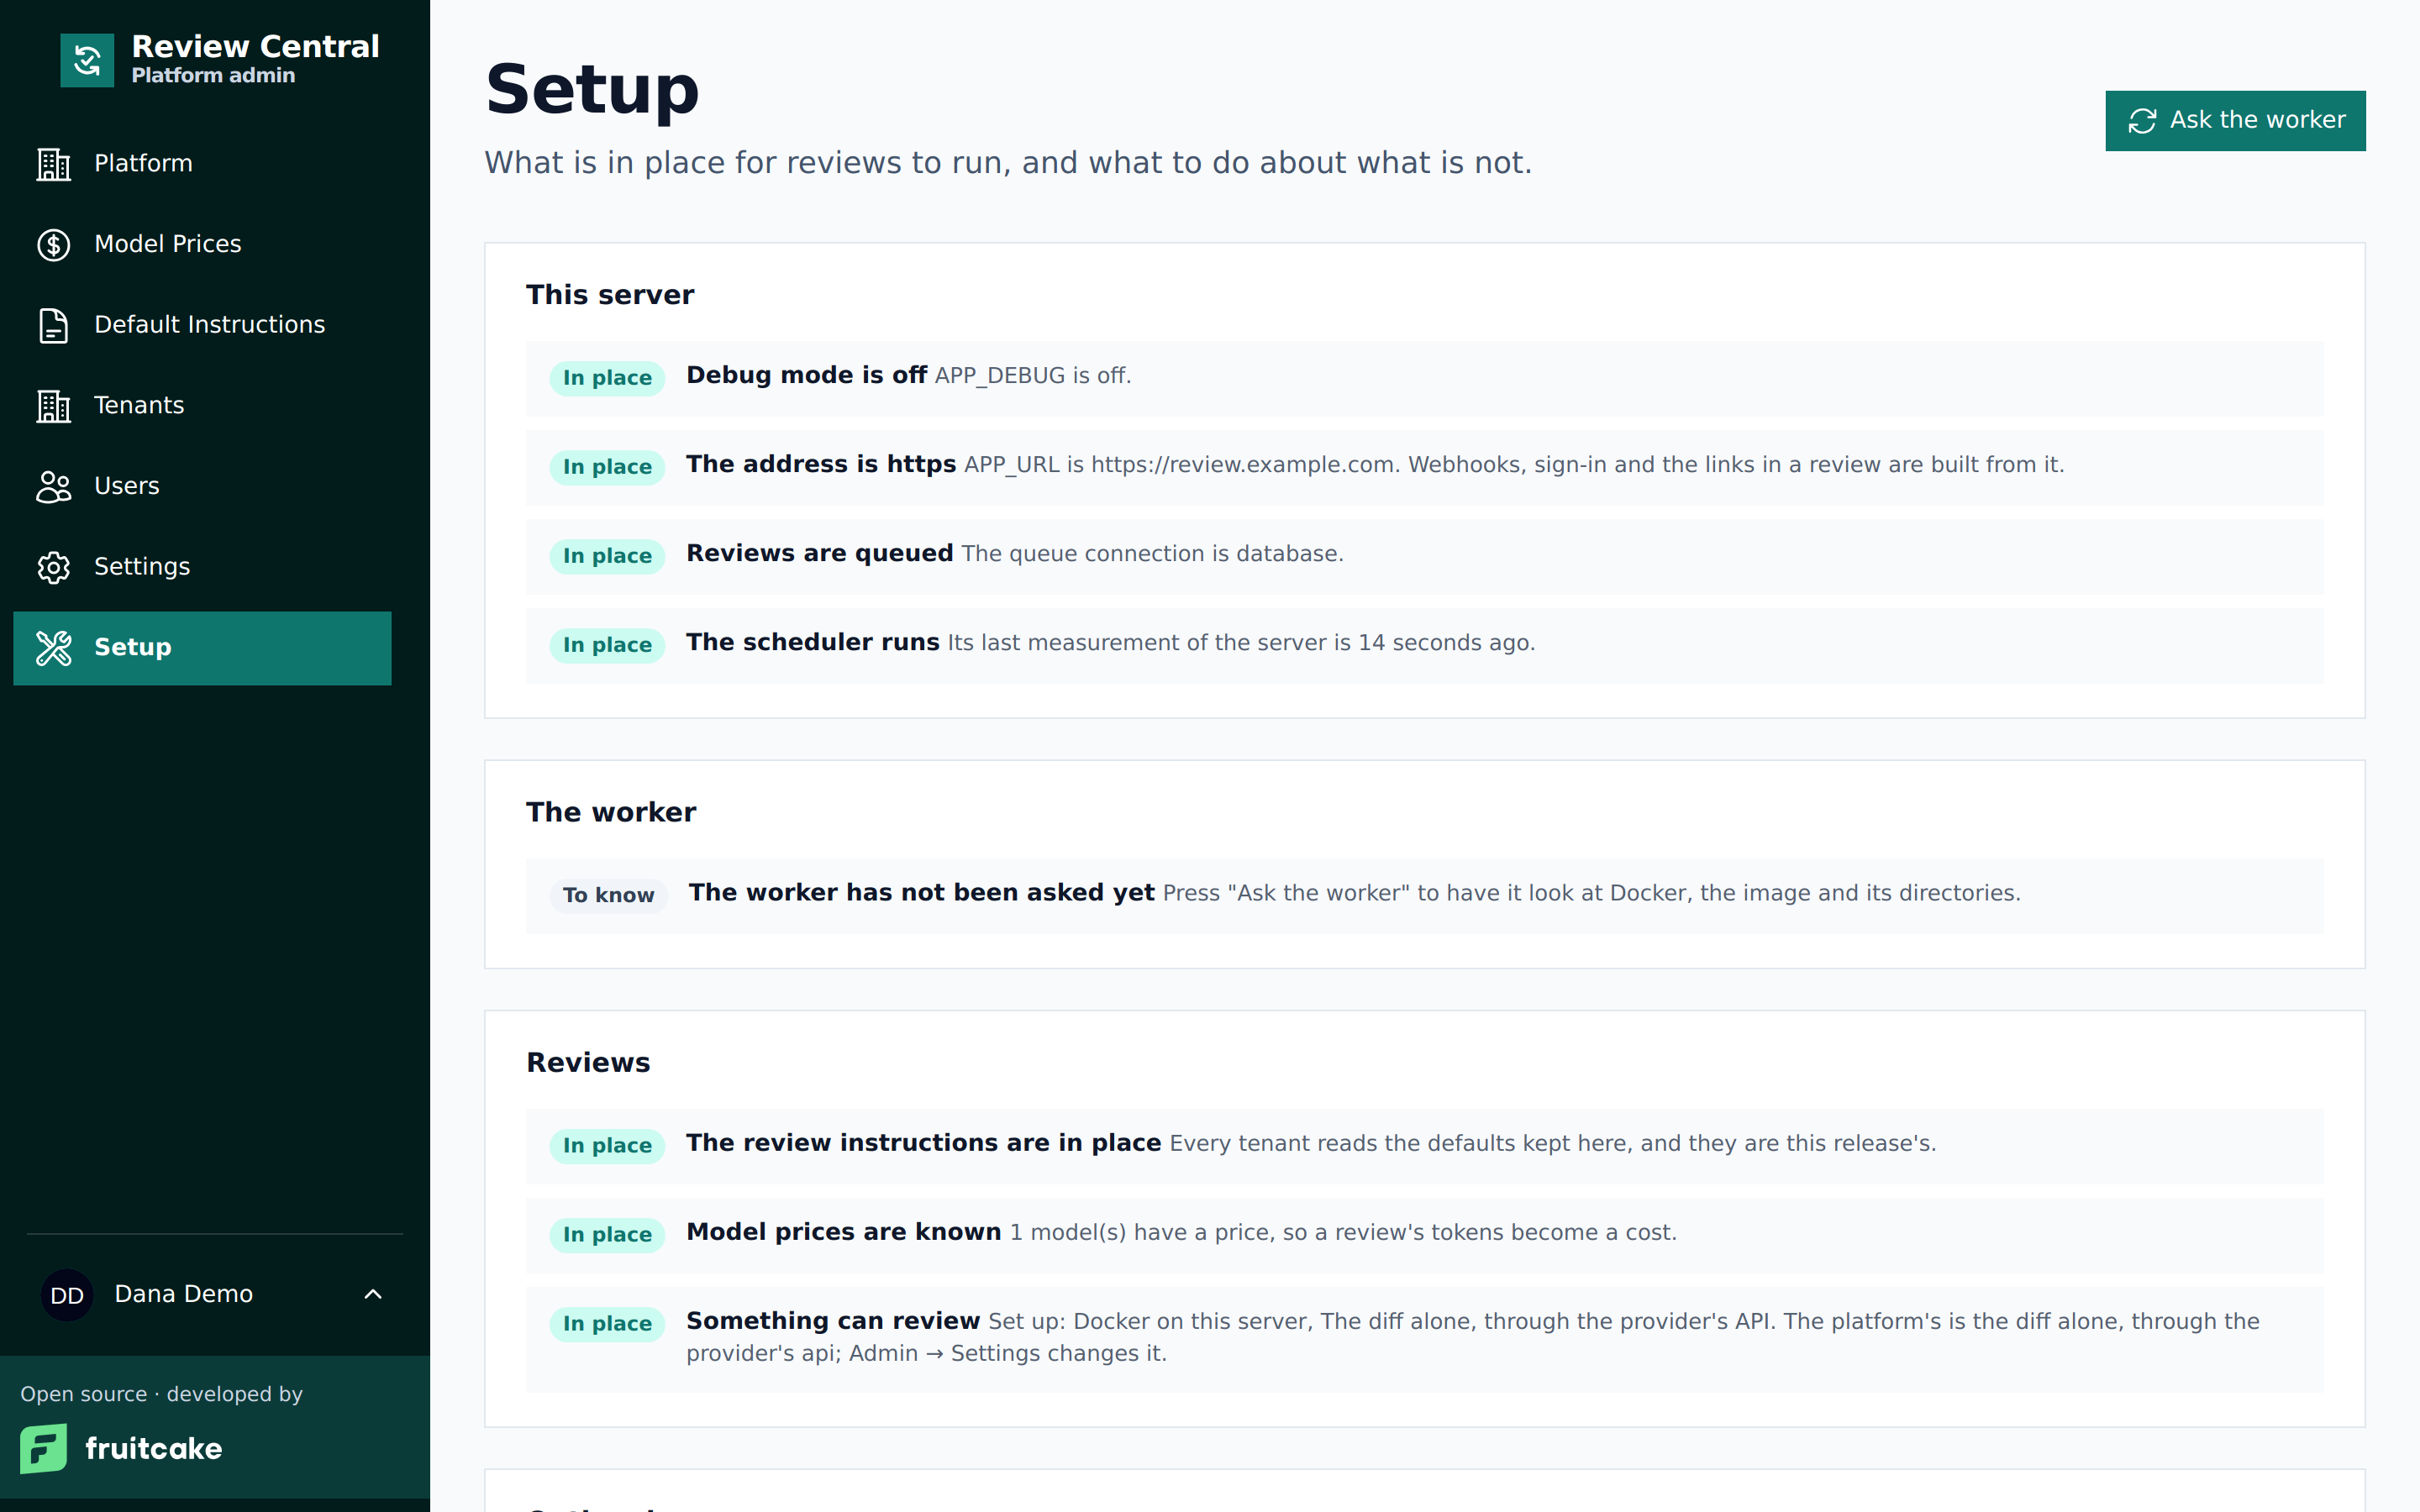 Review Central
Platform admin
Platform
Model Prices
Default Instructions
Tenants
Users
Settings
Setup
DD Dana Demo
Open source · developed by
fruitcake
Setup
What is in place for reviews to run, and what to do about what is not.
Ask the worker
This server
In place Debug mode is off APP_DEBUG is off.
In place The address is https APP_URL is https://review.example.com. Webhooks, sign-in and the links in a review are built from it.
In place Reviews are queued The queue connection is database.
In place The scheduler runs Its last measurement of the server is 14 seconds ago.
The worker
To know The worker has not been asked yet Press "Ask the worker" to have it look at Docker, the image and its directories.
Reviews
In place The review instructions are in place Every tenant reads the defaults kept here, and they are this release's.
In place Model prices are known 1 model(s) have a price, so a review's tokens become a cost.
In place Something can review Set up: Docker on this server, The diff alone, through the provider's API. The platform's is the diff alone, through the
provider's api; Admin → Settings changes it.